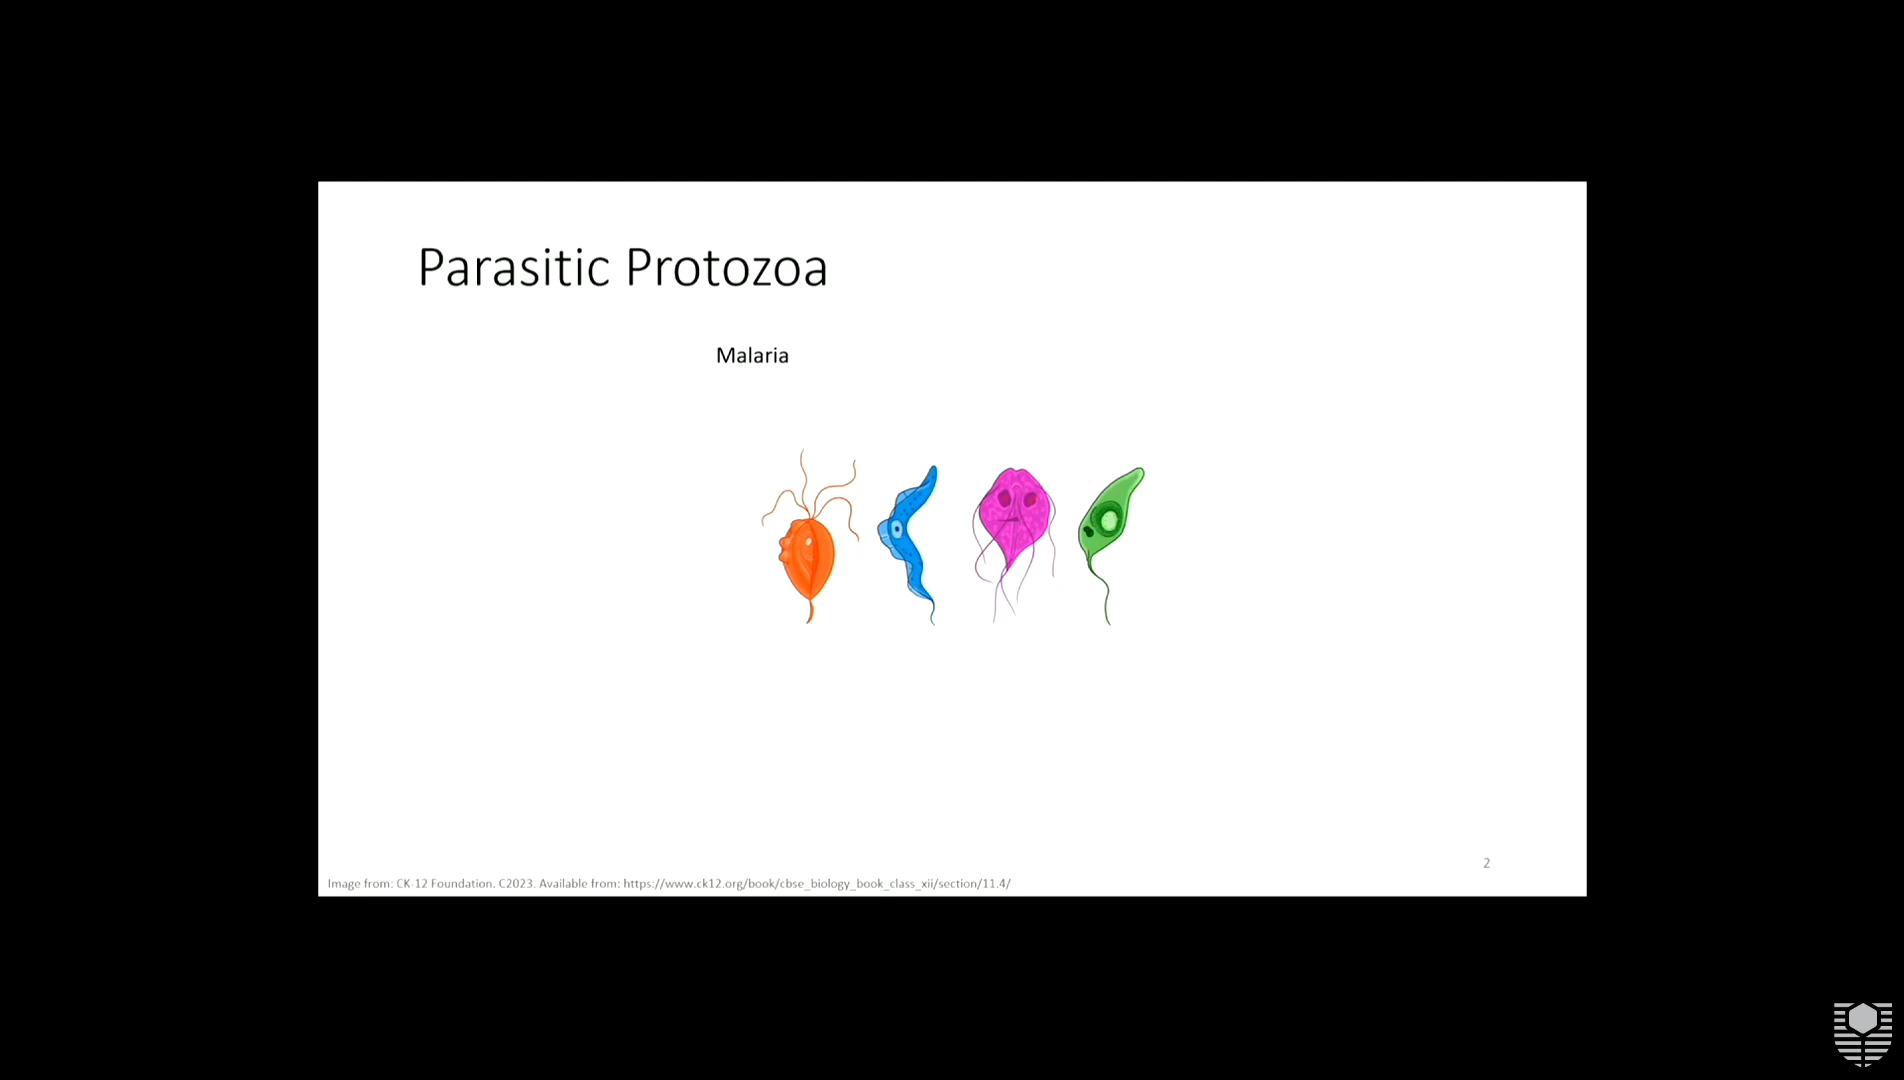 Parasitic Protozoa
Malaria
2
Image from: CK-12 Foundation. C2023. Available from: https://www.ck12.org/book/cbse_biology_book_class_xii/section/11.4/